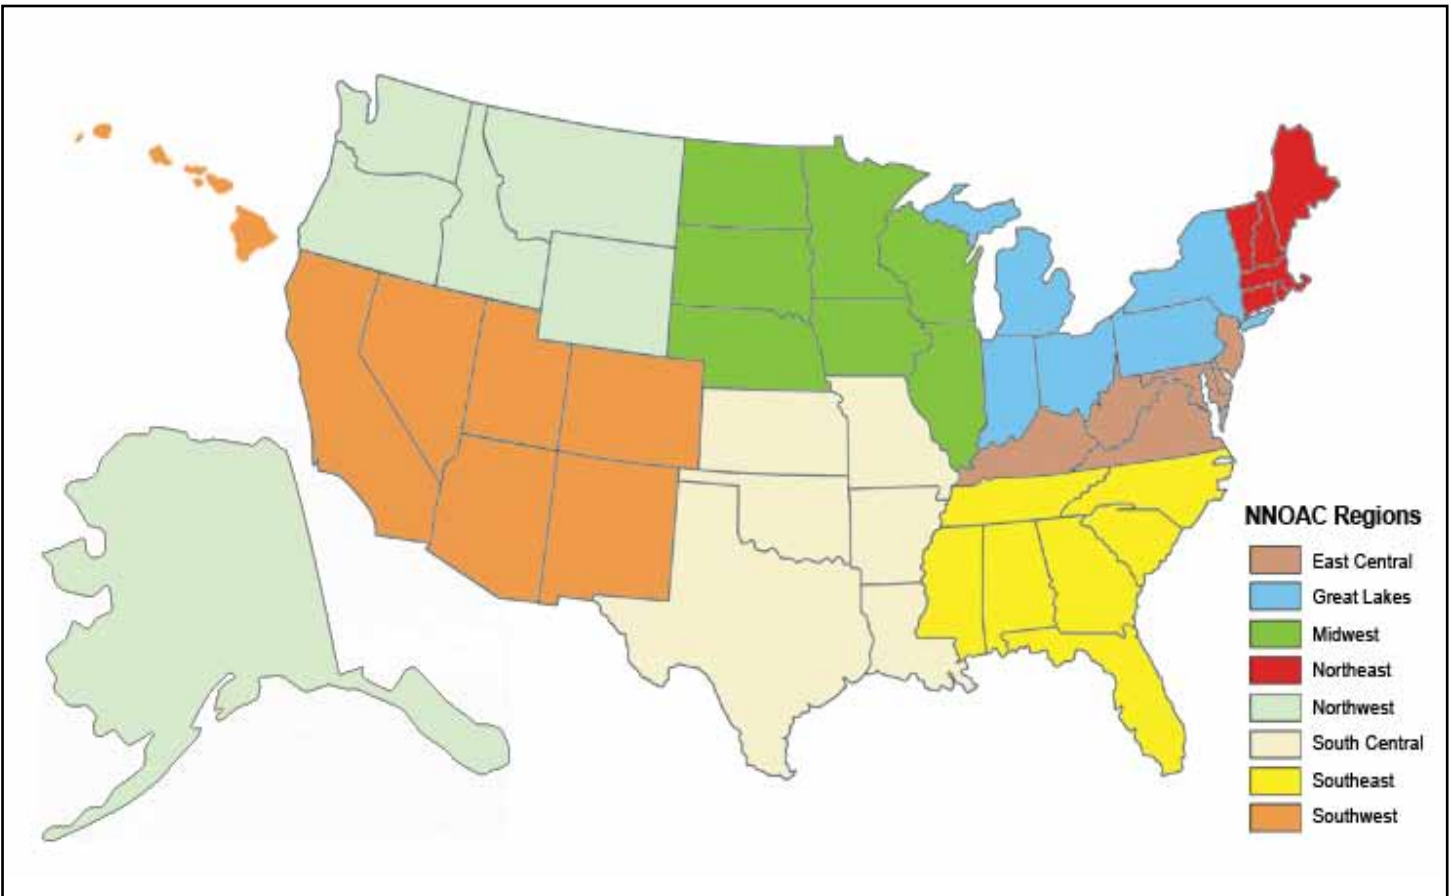 NNOAC Regions
East Central
Great Lakes
Midwest
Northeast
Northwest
South Central
Southeast
Southwest